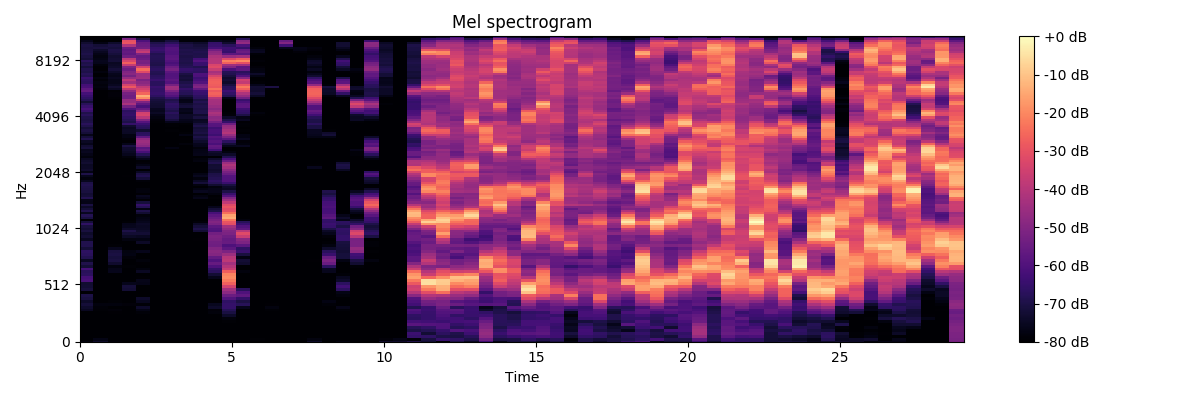 Mel spectrogram
Hz
8192
4096
2048
1024
512
0
0 5 10 15 20 25
Time
+0 dB
-10 dB
-20 dB
-30 dB
-40 dB
-50 dB
-60 dB
-70 dB
-80 dB